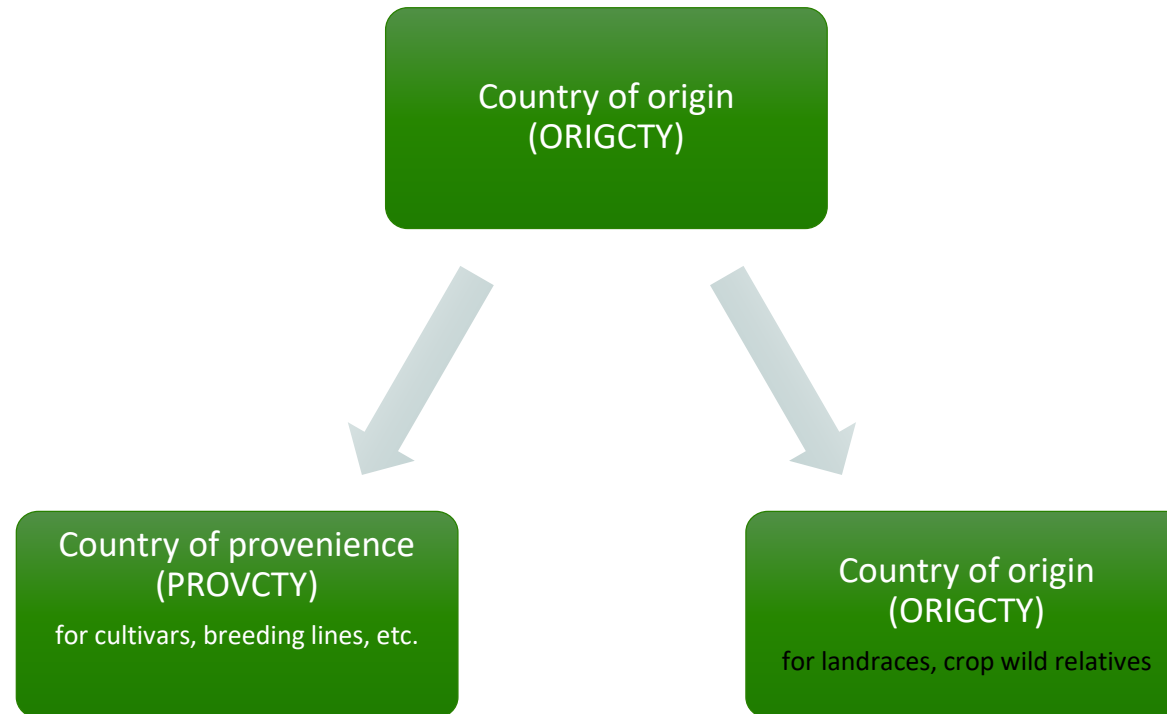 Country of origin
(ORIGCTY)
Country of provenience
(PROVCTY)
for cultivars, breeding lines, etc.
Country of origin
(ORIGCTY)
for landraces, crop wild relatives